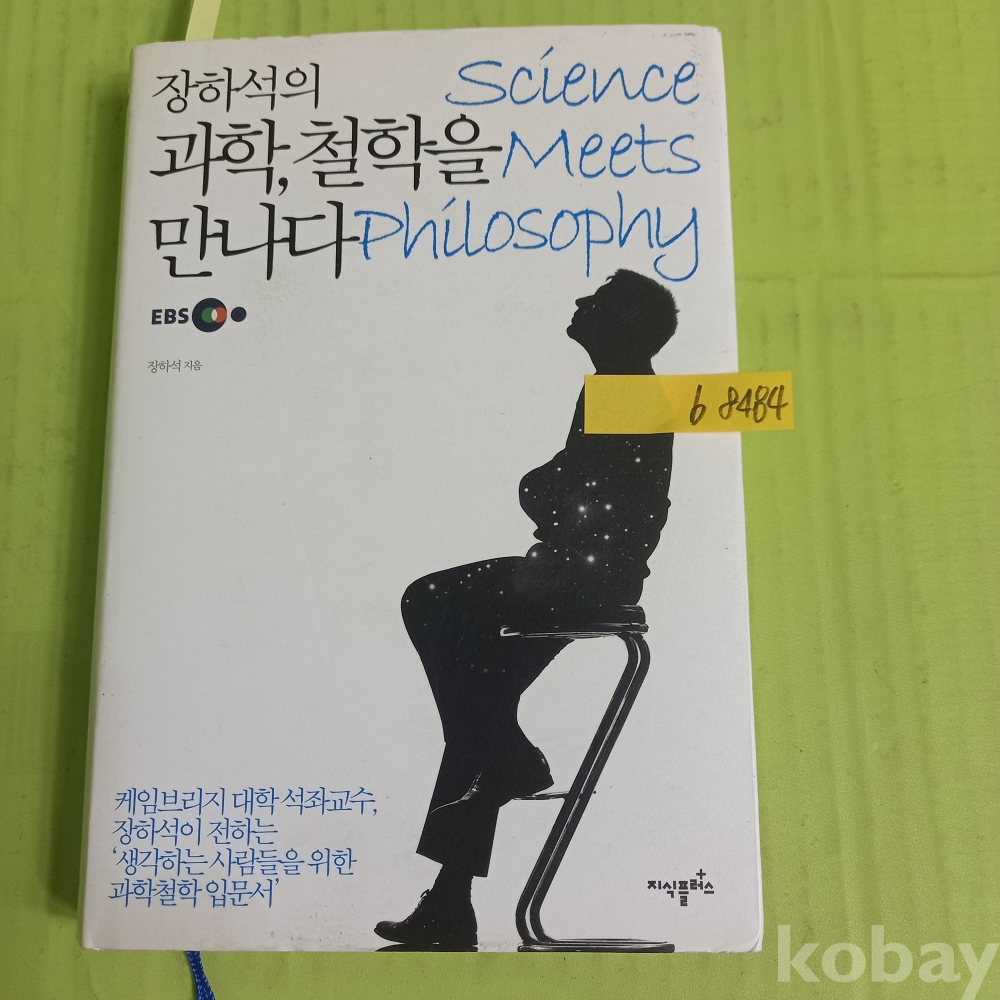 장하석의
과학, 철학을
만나다
Science
Meets
Philosophy
EBS
장하석 지음
b 8484
케임브리지 대학 석좌교수,
장하석이 전하는
‘생각하는 사람들을 위한
과학철학 입문서’
지식플러스
kobay